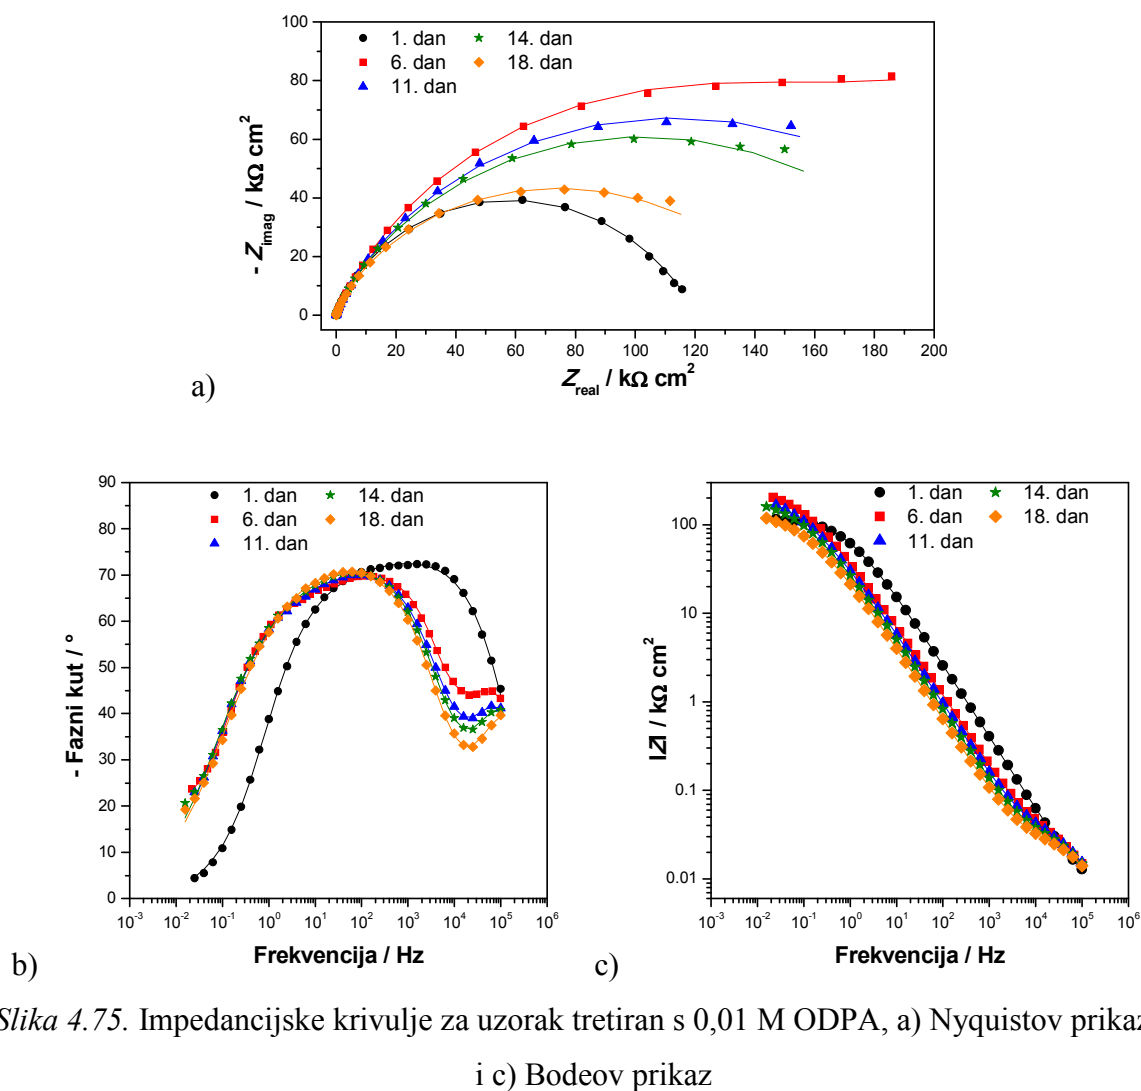 100
80
60
40
20
0
- Z_imag / kΩ cm²
1. dan
6. dan
11. dan
14. dan
18. dan
0 20 40 60 80 100 120 140 160 180 200
Z_real / kΩ cm²
a)
90
80
70
60
50
40
30
20
10
0
- Fazni kut / °
1. dan
6. dan
11. dan
14. dan
18. dan
10⁻³ 10⁻² 10⁻¹ 10⁰ 10¹ 10² 10³ 10⁴ 10⁵ 10⁶
Frekvencija / Hz
b)
100
10
1
0.1
0.01
IZI / kΩ cm²
1. dan
6. dan
11. dan
14. dan
18. dan
10⁻³ 10⁻² 10⁻¹ 10⁰ 10¹ 10² 10³ 10⁴ 10⁵ 10⁶
Frekvencija / Hz
c)
Slika 4.75. Impedancijske krivulje za uzorak tretiran s 0,01 M ODPA, a) Nyquistov prikaz
i c) Bodeov prikaz